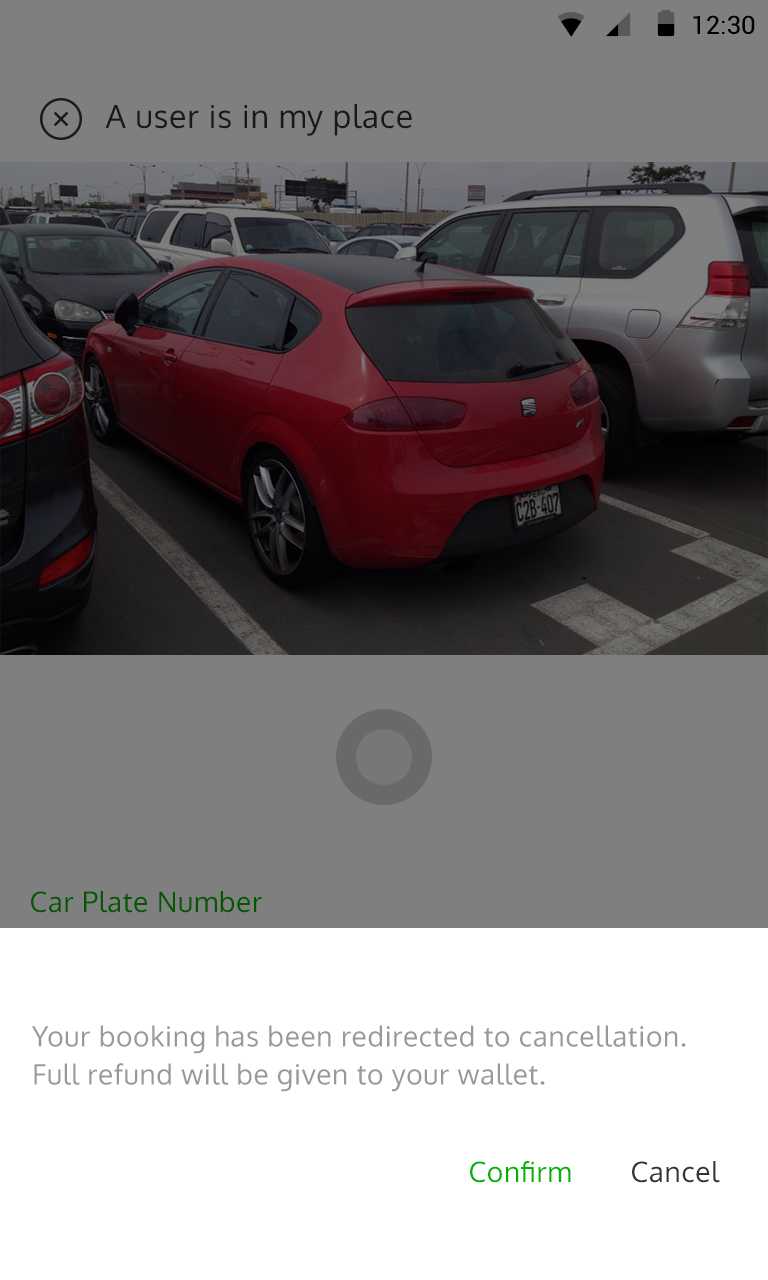 12:30
A user is in my place
PERU
C2B-407
Car Plate Number
Your booking has been redirected to cancellation.
Full refund will be given to your wallet.
Confirm
Cancel